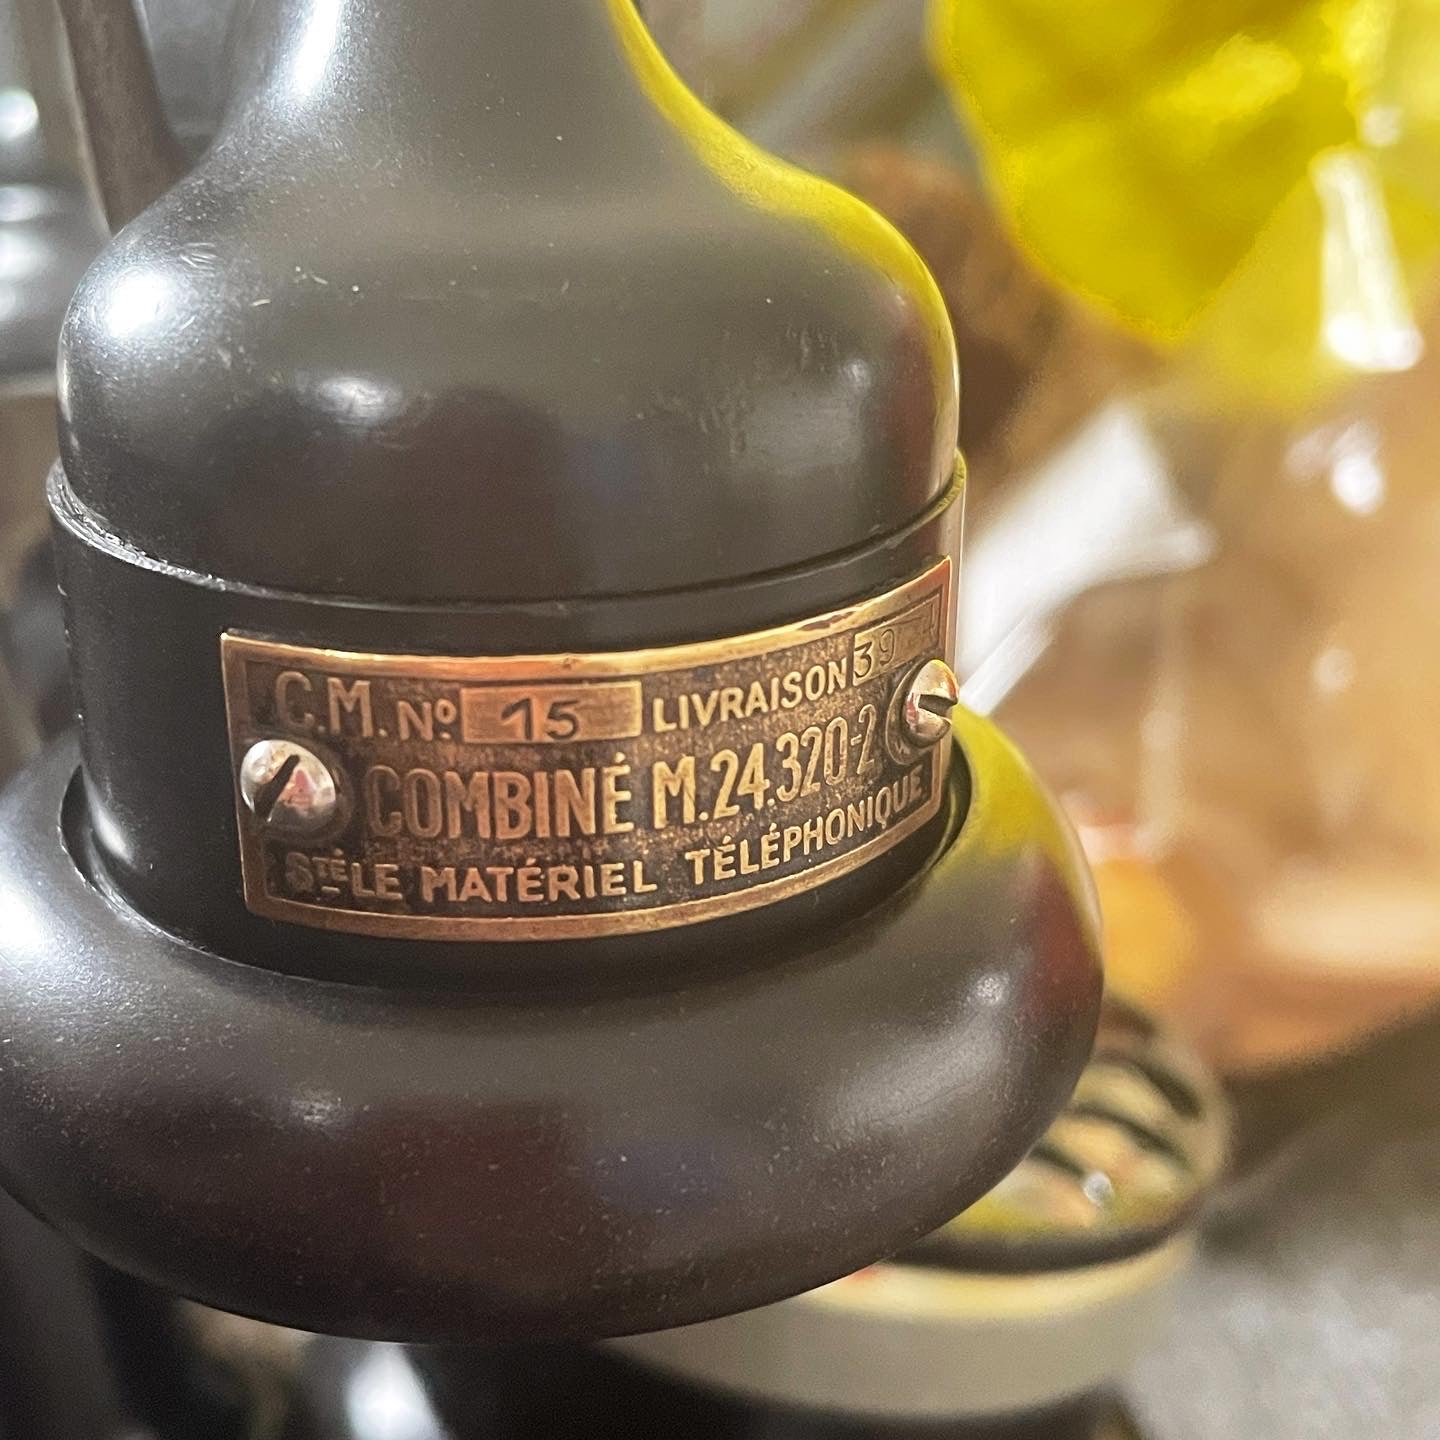 C.M. Nº 15 LIVRAISON 39
COMBINÉ M.24.320-2
STÉ LE MATÉRIEL TÉLÉPHONIQUE